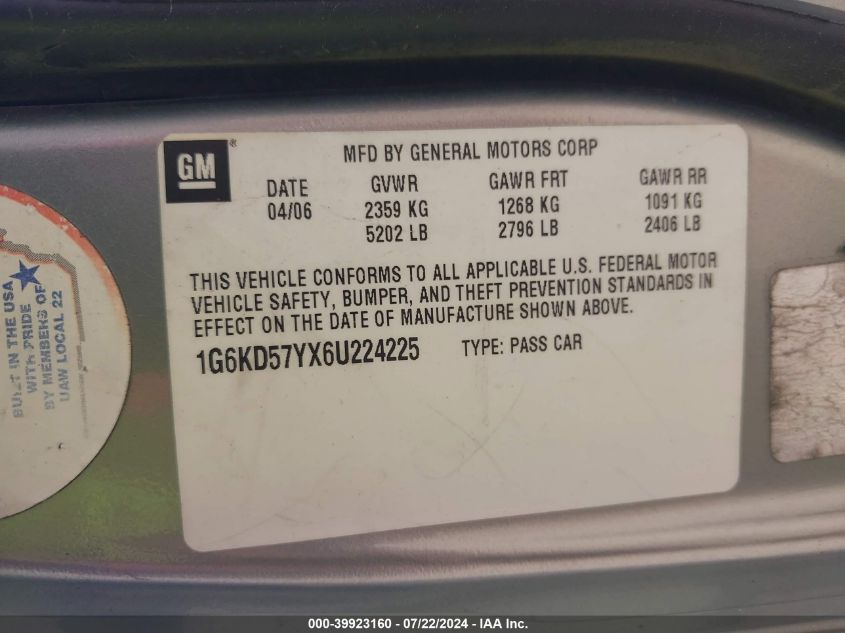 GM®
MFD BY GENERAL MOTORS CORP
DATE GVWR GAWR FRT GAWR RR
04/06 2359 KG 1268 KG 1091 KG
5202 LB 2796 LB 2406 LB
THIS VEHICLE CONFORMS TO ALL APPLICABLE U.S. FEDERAL MOTOR
VEHICLE SAFETY, BUMPER, AND THEFT PREVENTION STANDARDS IN
EFFECT ON THE DATE OF MANUFACTURE SHOWN ABOVE.
1G6KD57YX6U224225 TYPE: PASS CAR
BUILT IN THE USA
WITH PRIDE
BY MEMBERS OF
UAW LOCAL 22
000-39923160 - 07/22/2024 - IAA Inc.